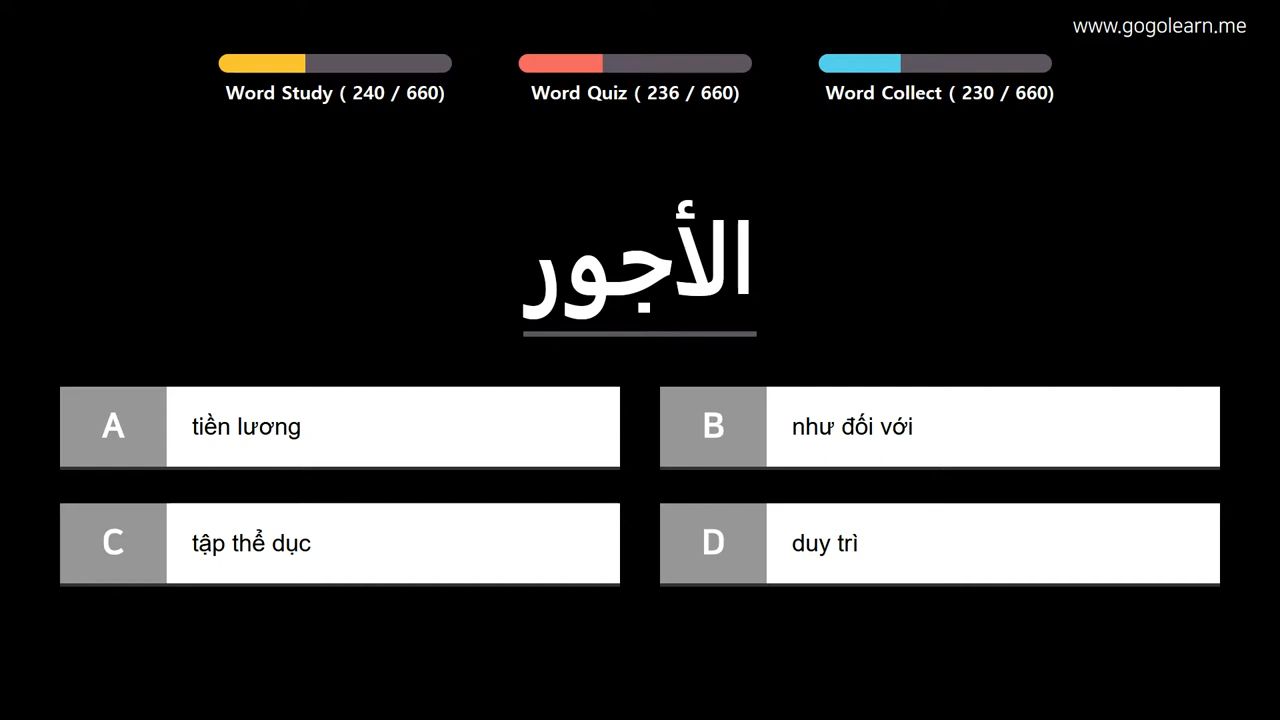 www.gogolearn.me
Word Study ( 240 / 660)
Word Quiz ( 236 / 660)
Word Collect ( 230 / 660)
الأجور
A tiền lương
B như đối với
C tập thể dục
D duy trì